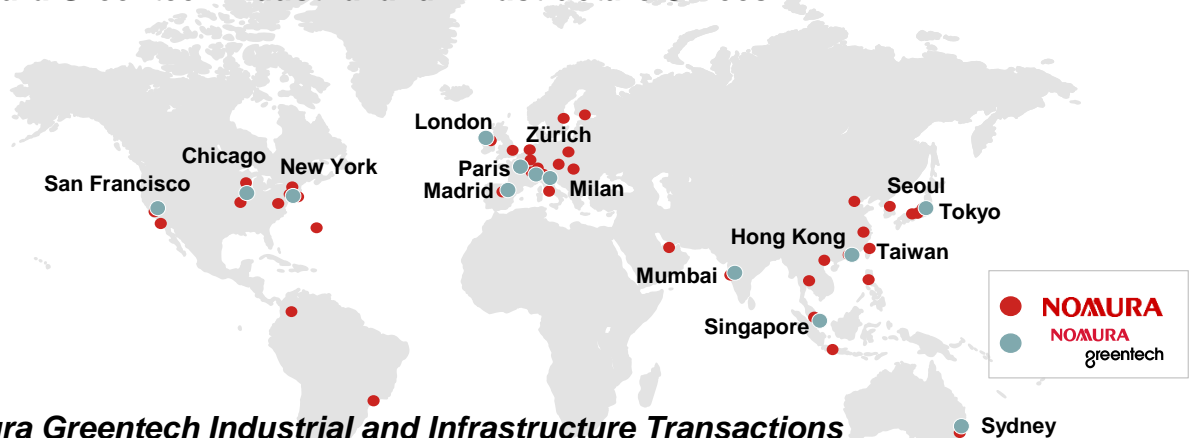 London
Zürich
Chicago
New York
Paris
San Francisco
Madrid
Milan
Seoul
Tokyo
Hong Kong
Taiwan
Mumbai
Singapore
NOMURA
NOMURA
greentech
Greentech Industrial and Infrastructure Transactions
Sydney